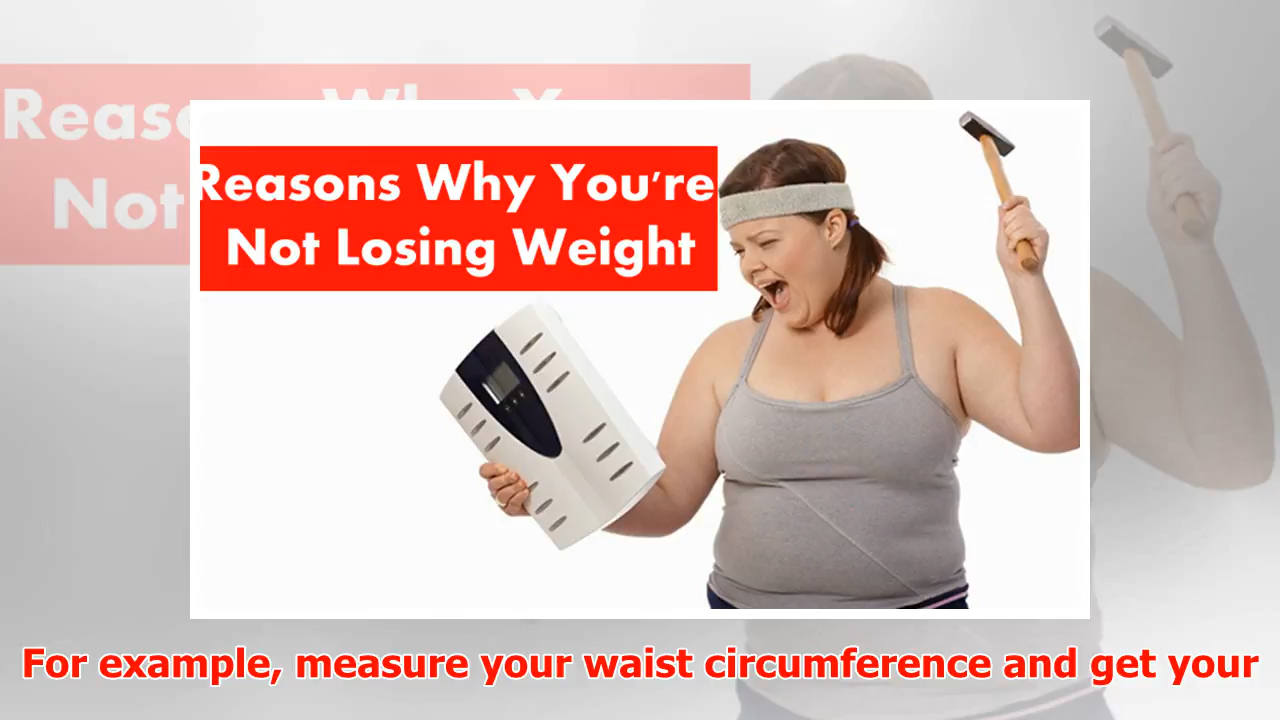 Reasons Why You're
Not Losing Weight
For example, measure your waist circumference and get your